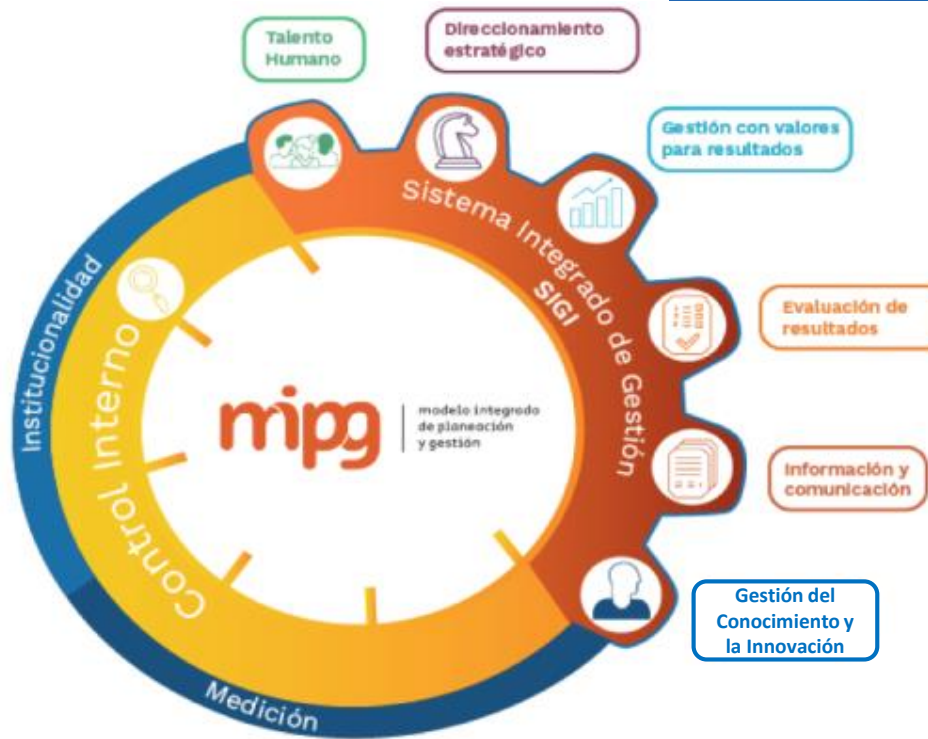 Talento
Humano
Direccionamiento
estratégico
Gestión con valores
para resultados
Evaluación de
resultados
Información y
comunicación
Gestión del
Conocimiento y
la Innovación
Sistema Integrado de Gestión
SIGI
Institucionalidad
Control Interno
Medición
mipg
modelo integrado
de planeación
y gestión